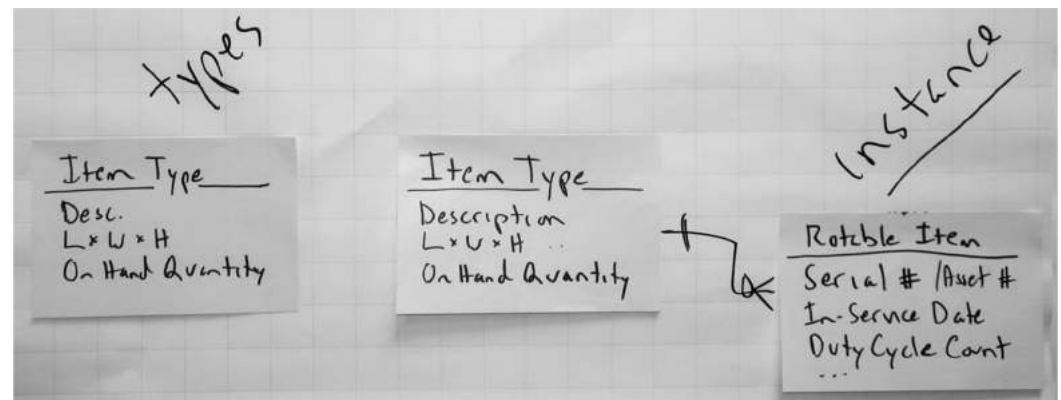 types
Item Type
Desc.
L x W x H
On Hand Quantity
Item Type
Description
L x W x H ..
On Hand Quantity
Instance
Rotable Item
Serial # / Asset #
In-Service Date
Duty Cycle Count
...